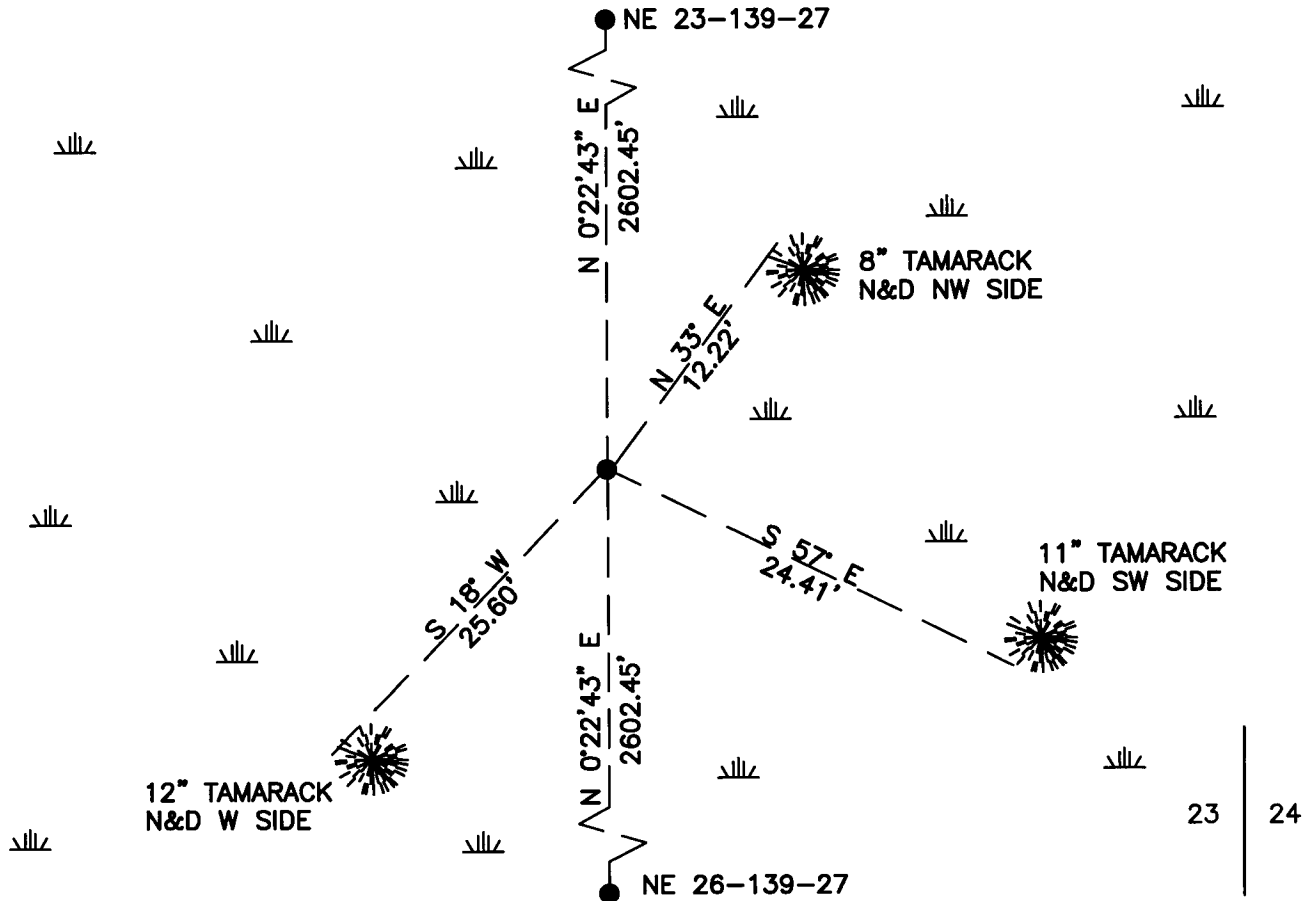 NE 23-139-27
N 0°22'43" E
2602.45'
8" TAMARACK
N&D NW SIDE
N 33° E
12.22'
S 57° E
24.41'
11" TAMARACK
N&D SW SIDE
S 18° W
25.60'
N 0°22'43" E
2602.45'
12" TAMARACK
N&D W SIDE
23 24
NE 26-139-27